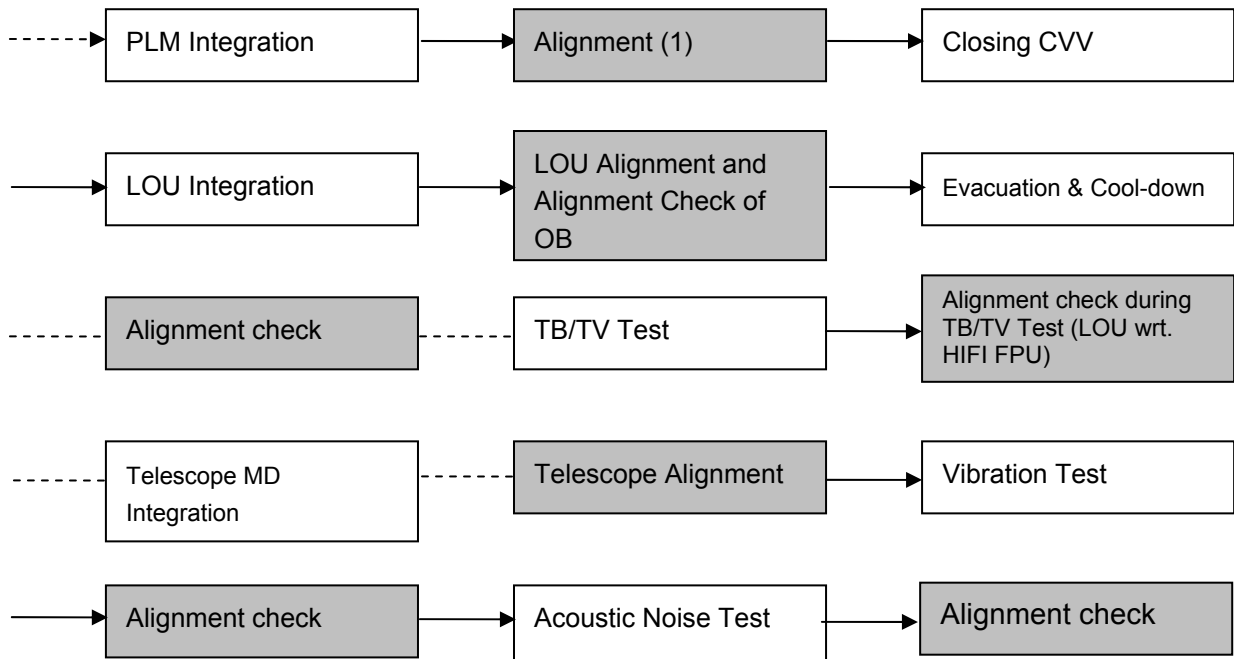 PLM Integration
Alignment (1)
Closing CVV
LOU Integration
LOU Alignment and
Alignment Check of
OB
Evacuation & Cool-down
Alignment check
TB/TV Test
Alignment check during
TB/TV Test (LOU wrt.
HIFI FPU)
Telescope MD
Integration
Telescope Alignment
Vibration Test
Alignment check
Acoustic Noise Test
Alignment check